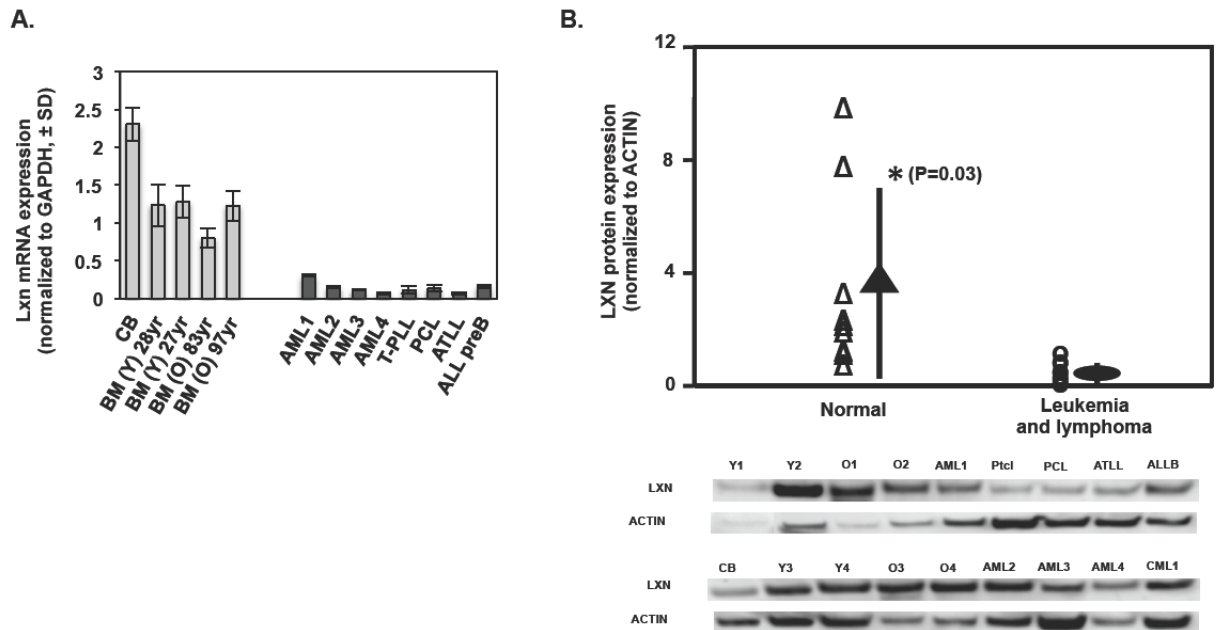 A.
Lxn mRNA expression
(normalized to GAPDH, ± SD)
3
2.5
2
1.5
1
0.5
0
CB
BM (Y) 28yr
BM (Y) 27yr
BM (O) 83yr
BM (O) 97yr
AML1
AML2
AML3
AML4
T-PLL
PCL
ATLL
ALL preB
B.
LXN protein expression
(normalized to ACTIN)
12
8
4
0
* (P=0.03)
Normal
Leukemia
and lymphoma
Y1 Y2 O1 O2 AML1 Ptcl PCL ATLL ALLB
LXN
ACTIN
CB Y3 Y4 O3 O4 AML2 AML3 AML4 CML1
LXN
ACTIN